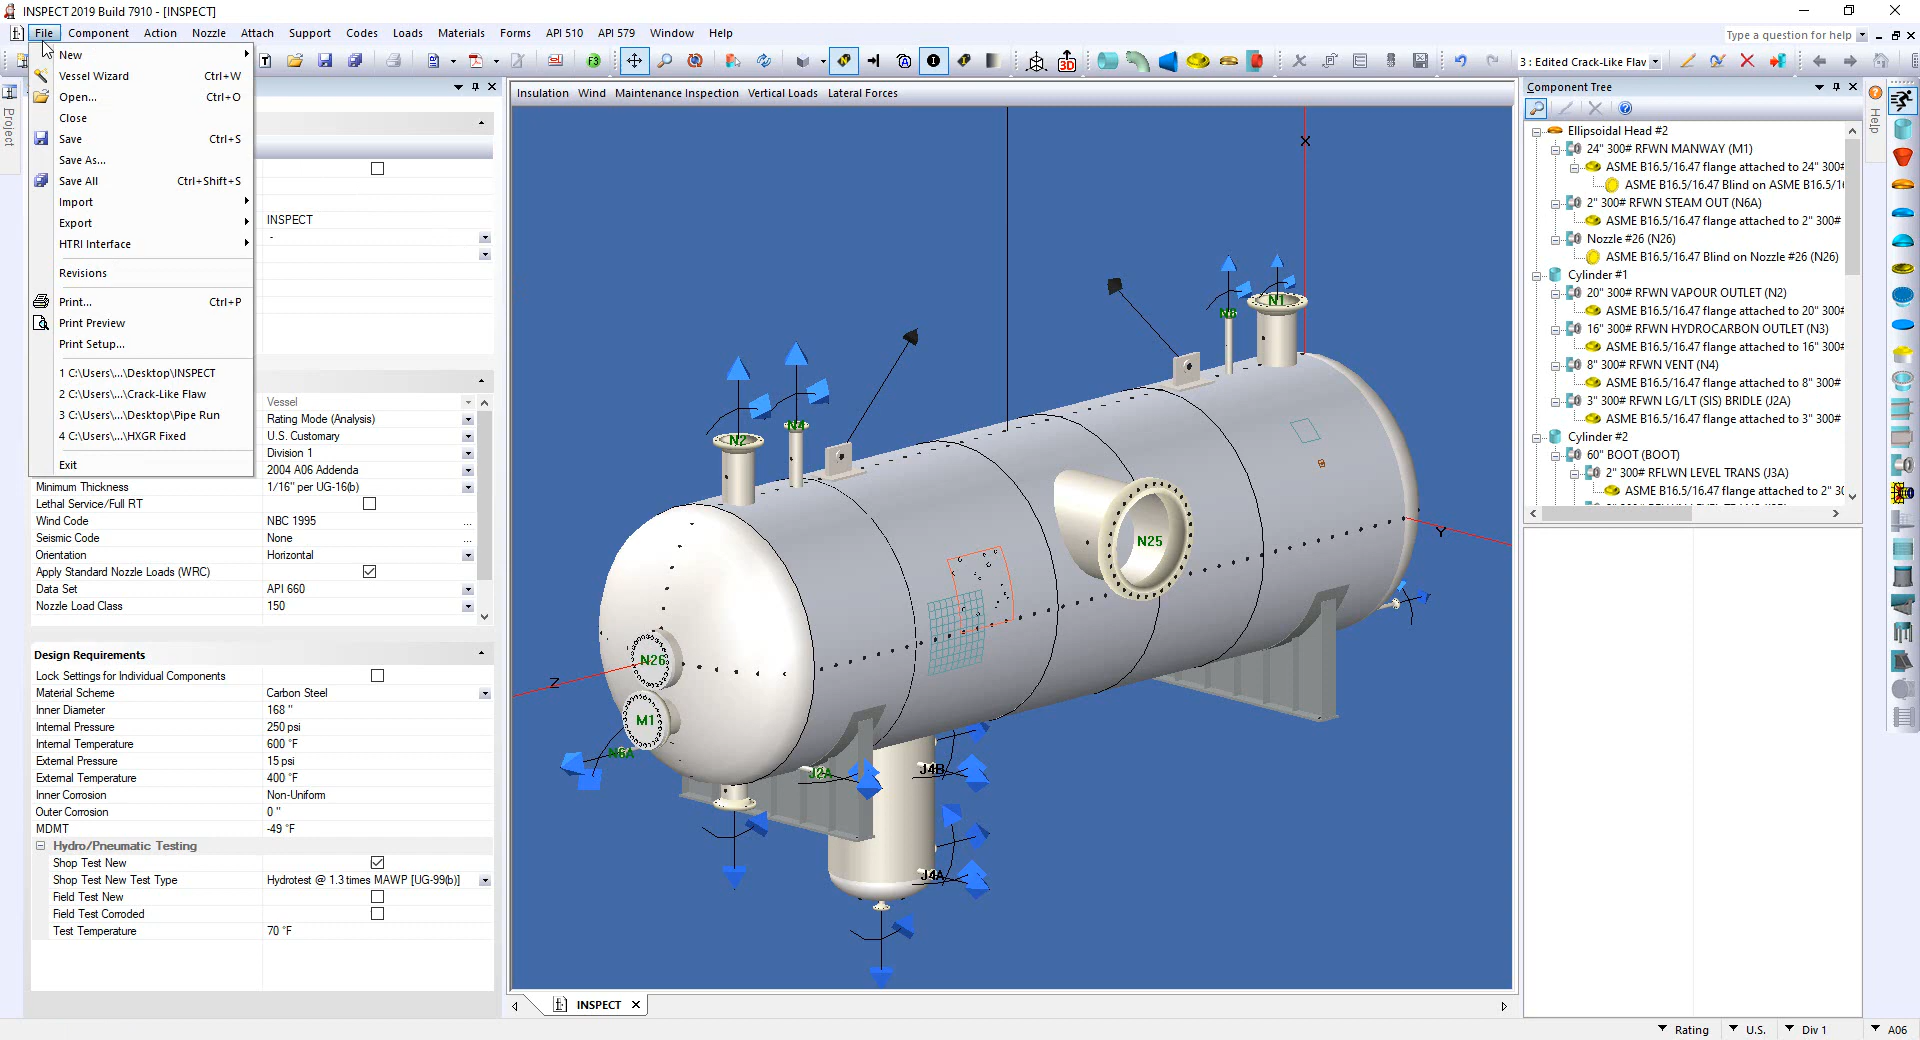 INSPECT 2019 Build 7910 - [INSPECT]
File Component Action Nozzle Attach Support Codes Loads Materials Forms API 510 API 579 Window Help
Type a question for help
3 : Edited Crack-Like Flav
New
Vessel Wizard Ctrl+W
Open... Ctrl+O
Close
Save Ctrl+S
Save As...
Save All Ctrl+Shift+S
Import
Export
HTRI Interface
Revisions
Print... Ctrl+P
Print Preview
Print Setup...
1 C:\Users\...\Desktop\INSPECT
2 C:\Users\...\Crack-Like Flaw
3 C:\Users\...\Desktop\Pipe Run
4 C:\Users\...\HXGR Fixed
Exit
Project
INSPECT
-
Vessel
Rating Mode (Analysis)
U.S. Customary
Division 1
2004 A06 Addenda
Minimum Thickness 1/16" per UG-16(b)
Lethal Service/Full RT
Wind Code NBC 1995 ...
Seismic Code None ...
Orientation Horizontal
Apply Standard Nozzle Loads (WRC)
Data Set API 660
Nozzle Load Class 150
Design Requirements
Lock Settings for Individual Components
Material Scheme Carbon Steel
Inner Diameter 168 "
Internal Pressure 250 psi
Internal Temperature 600 °F
External Pressure 15 psi
External Temperature 400 °F
Inner Corrosion Non-Uniform
Outer Corrosion 0 "
MDMT -49 °F
Hydro/Pneumatic Testing
Shop Test New
Shop Test New Test Type Hydrotest @ 1.3 times MAWP [UG-99(b)]
Field Test New
Field Test Corroded
Test Temperature 70 °F
Insulation Wind Maintenance Inspection Vertical Loads Lateral Forces
X
N1
N2
N4
N25
Y
Z
N26
M1
N6A
J2A
J4B
J4A
INSPECT
Component Tree
Help
Ellipsoidal Head #2
24" 300# RFWN MANWAY (M1)
ASME B16.5/16.47 flange attached to 24" 300#
ASME B16.5/16.47 Blind on ASME B16.5/16
2" 300# RFWN STEAM OUT (N6A)
ASME B16.5/16.47 flange attached to 2" 300#
Nozzle #26 (N26)
ASME B16.5/16.47 Blind on Nozzle #26 (N26)
Cylinder #1
20" 300# RFWN VAPOUR OUTLET (N2)
ASME B16.5/16.47 flange attached to 20" 300#
16" 300# RFWN HYDROCARBON OUTLET (N3)
ASME B16.5/16.47 flange attached to 16" 300#
8" 300# RFWN VENT (N4)
ASME B16.5/16.47 flange attached to 8" 300#
3" 300# RFWN LG/LT (SIS) BRIDLE (J2A)
ASME B16.5/16.47 flange attached to 3" 300#
Cylinder #2
60" BOOT (BOOT)
2" 300# RFLWN LEVEL TRANS (J3A)
ASME B16.5/16.47 flange attached to 2" 30
Rating U.S. Div 1 A06